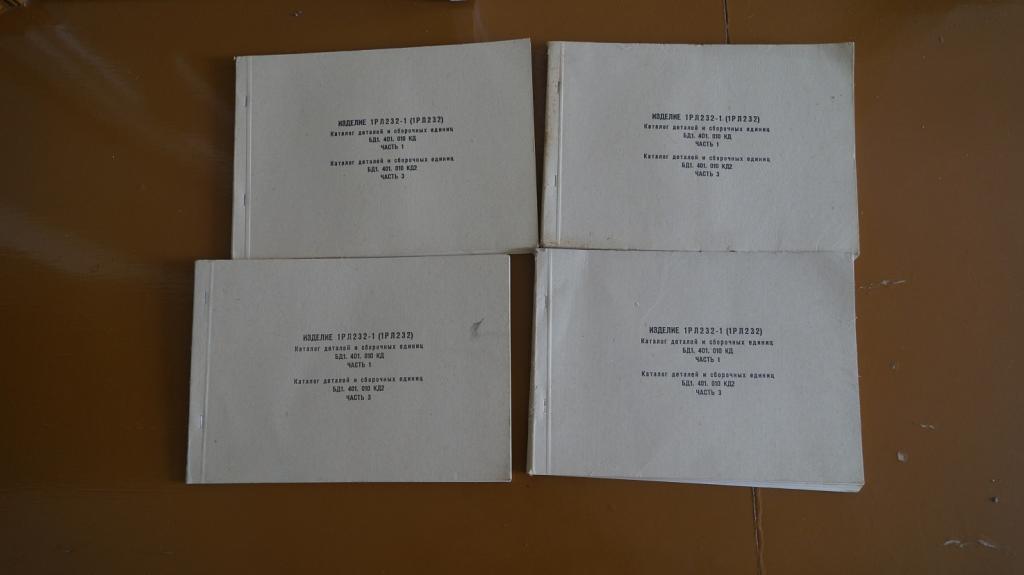 ИЗДЕЛИЕ 1РЛ232-1 (1РЛ232)
Каталог деталей и сборочных единиц
БД1. 401. 010 КД
ЧАСТЬ 1
Каталог деталей и сборочных единиц
БД1. 401. 010 КД2
ЧАСТЬ 3
ИЗДЕЛИЕ 1РЛ232-1 (1РЛ232)
Каталог деталей и сборочных единиц
БД1. 401. 010 КД
ЧАСТЬ 1
Каталог деталей и сборочных единиц
БД1. 401. 010 КД2
ЧАСТЬ 3
ИЗДЕЛИЕ 1РЛ232-1 (1РЛ232)
Каталог деталей и сборочных единиц
БД1. 401. 010 КД
ЧАСТЬ 1
Каталог деталей и сборочных единиц
БД1. 401. 010 КД2
ЧАСТЬ 3
ИЗДЕЛИЕ 1РЛ232-1 (1РЛ232)
Каталог деталей и сборочных единиц
БД1. 401. 010 КД
ЧАСТЬ 1
Каталог деталей и сборочных единиц
БД1. 401. 010 КД2
ЧАСТЬ 3